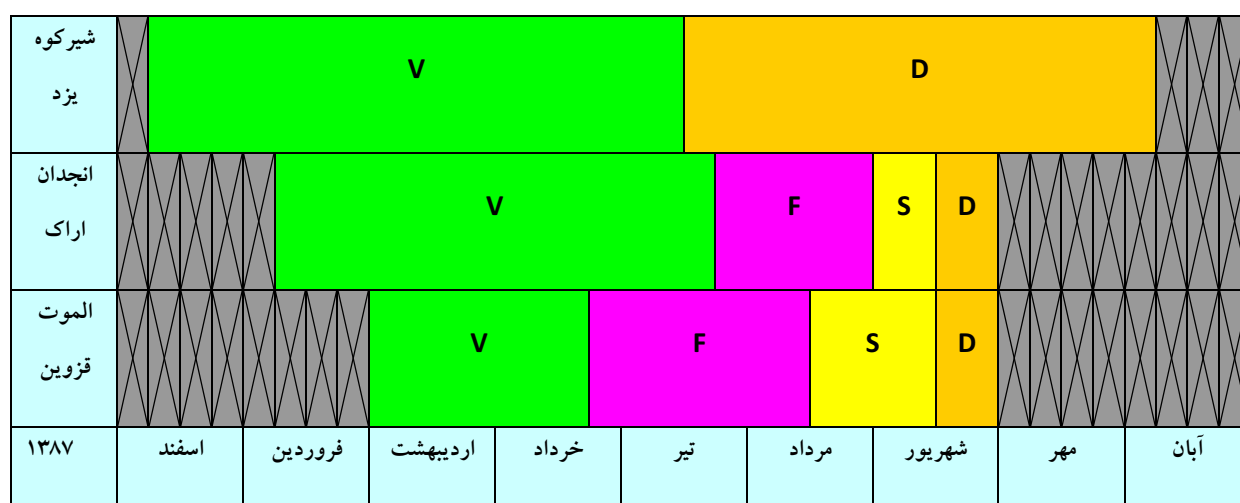 شیرکوه
یزد
V
D
انجدان
اراک
V
F
S
D
الموت
قزوین
V
F
S
D
۱۳۸۷
اسفند
فروردین
اردیبهشت
خرداد
تیر
مرداد
شهریور
مهر
آبان